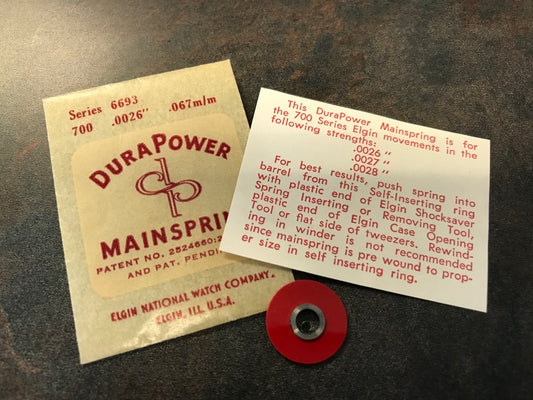 Series 6693
700 .0026" .067m/m
DURAPOWER
dp
MAINSPRING
PATENT NO. 2524660
AND PAT. PENDING
ELGIN NATIONAL WATCH COMPANY
ELGIN, ILL. U.S.A.
This DuraPower Mainspring is for
the 700 Series Elgin movements in the
following strengths:
.0026 "
.0027 "
.0028 "
For best results, push spring into
barrel from this Self-Inserting ring
with plastic end of Elgin Shocksaver
Spring Inserting or Removing Tool,
plastic end of Elgin Case Opening
Tool or flat side of tweezers. Rewind-
ing in winder is not recommended
since mainspring is pre wound to prop-
er size in self inserting ring.